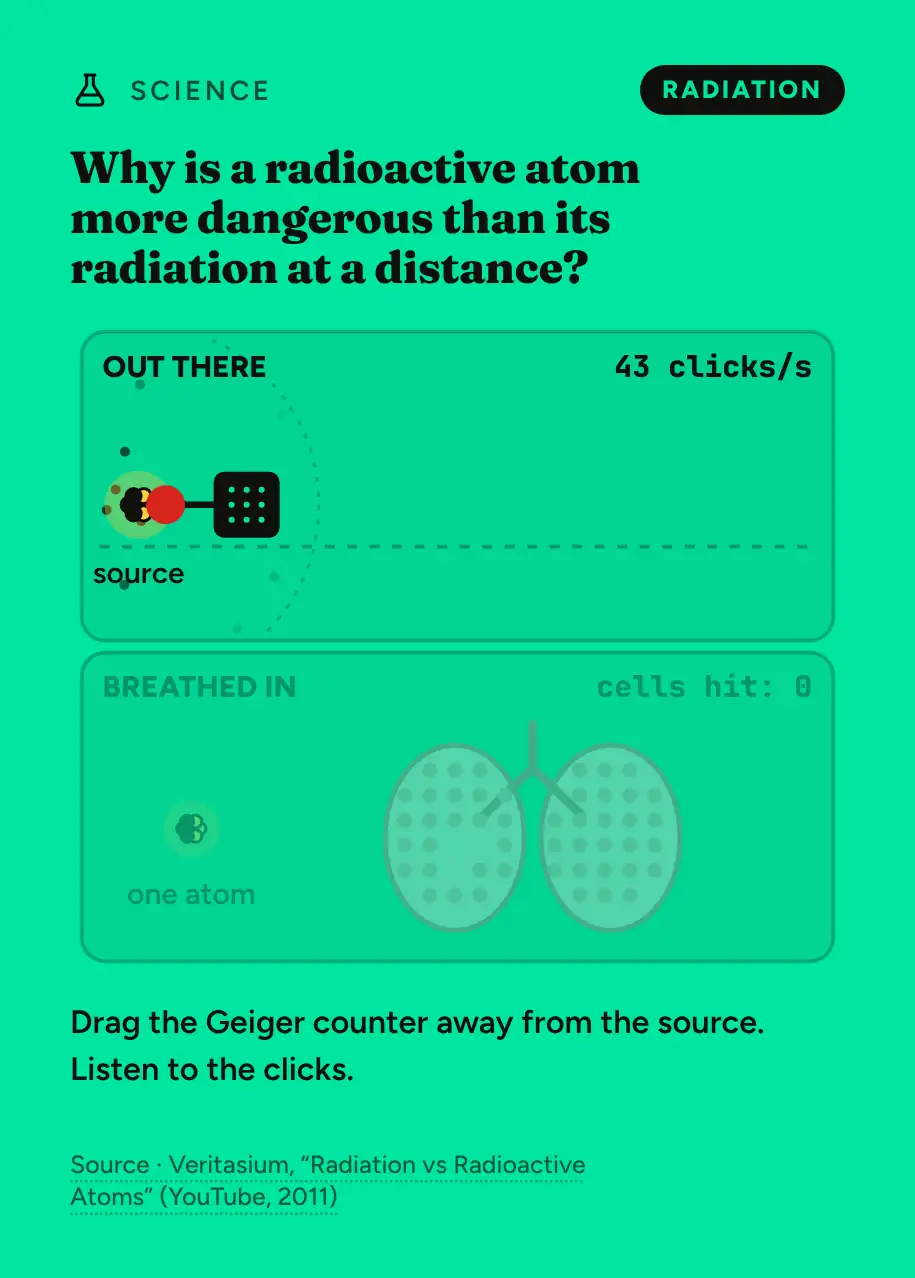 SCIENCE
RADIATION
Why is a radioactive atom
more dangerous than its
radiation at a distance?
OUT THERE
43 clicks/s
source
BREATHED IN
cells hit: 0
one atom
Drag the Geiger counter away from the source.
Listen to the clicks.
Source · Veritasium, “Radiation vs Radioactive
Atoms” (YouTube, 2011)